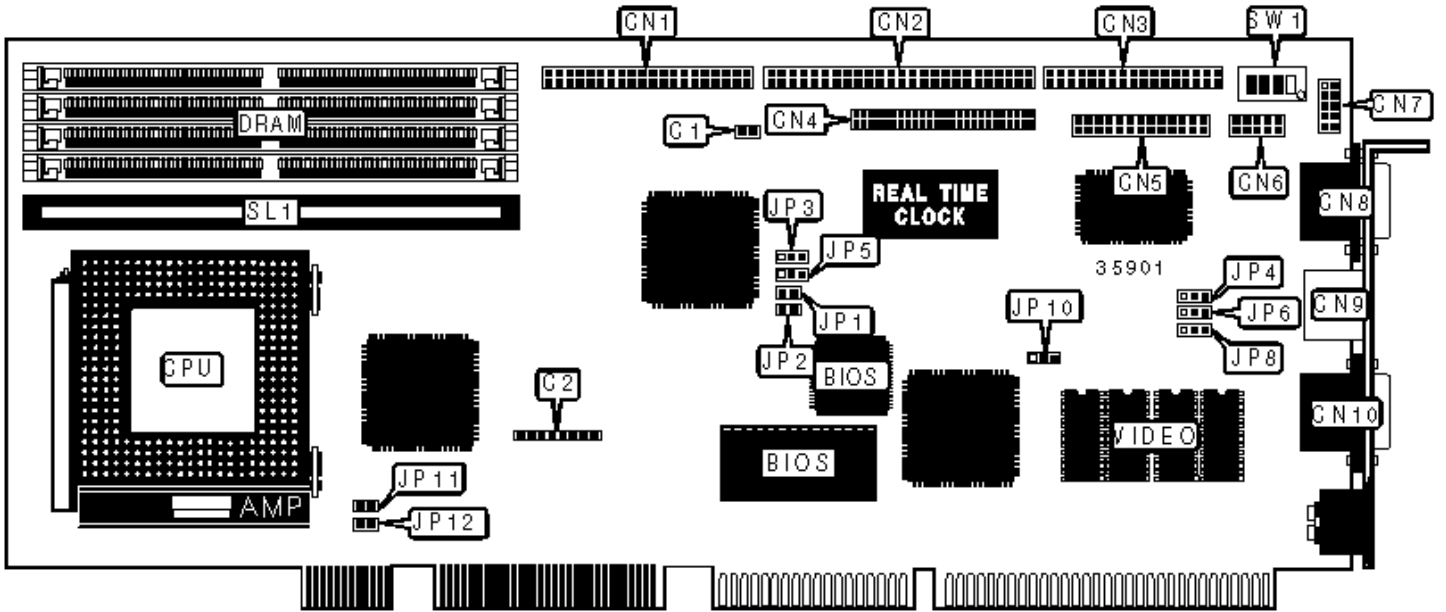 CN1
CN2
CN3
SW1
CN7
DRAM
C1
CN4
CN5
CN6
CN8
SL1
JP3
REAL TIME
CLOCK
JP5
35901
JP4
CN9
JP10
JP6
JP1
JP8
JP2
CPU
BIOS
C2
CN10
VIDEO
BIOS
JP11
AMP
JP12